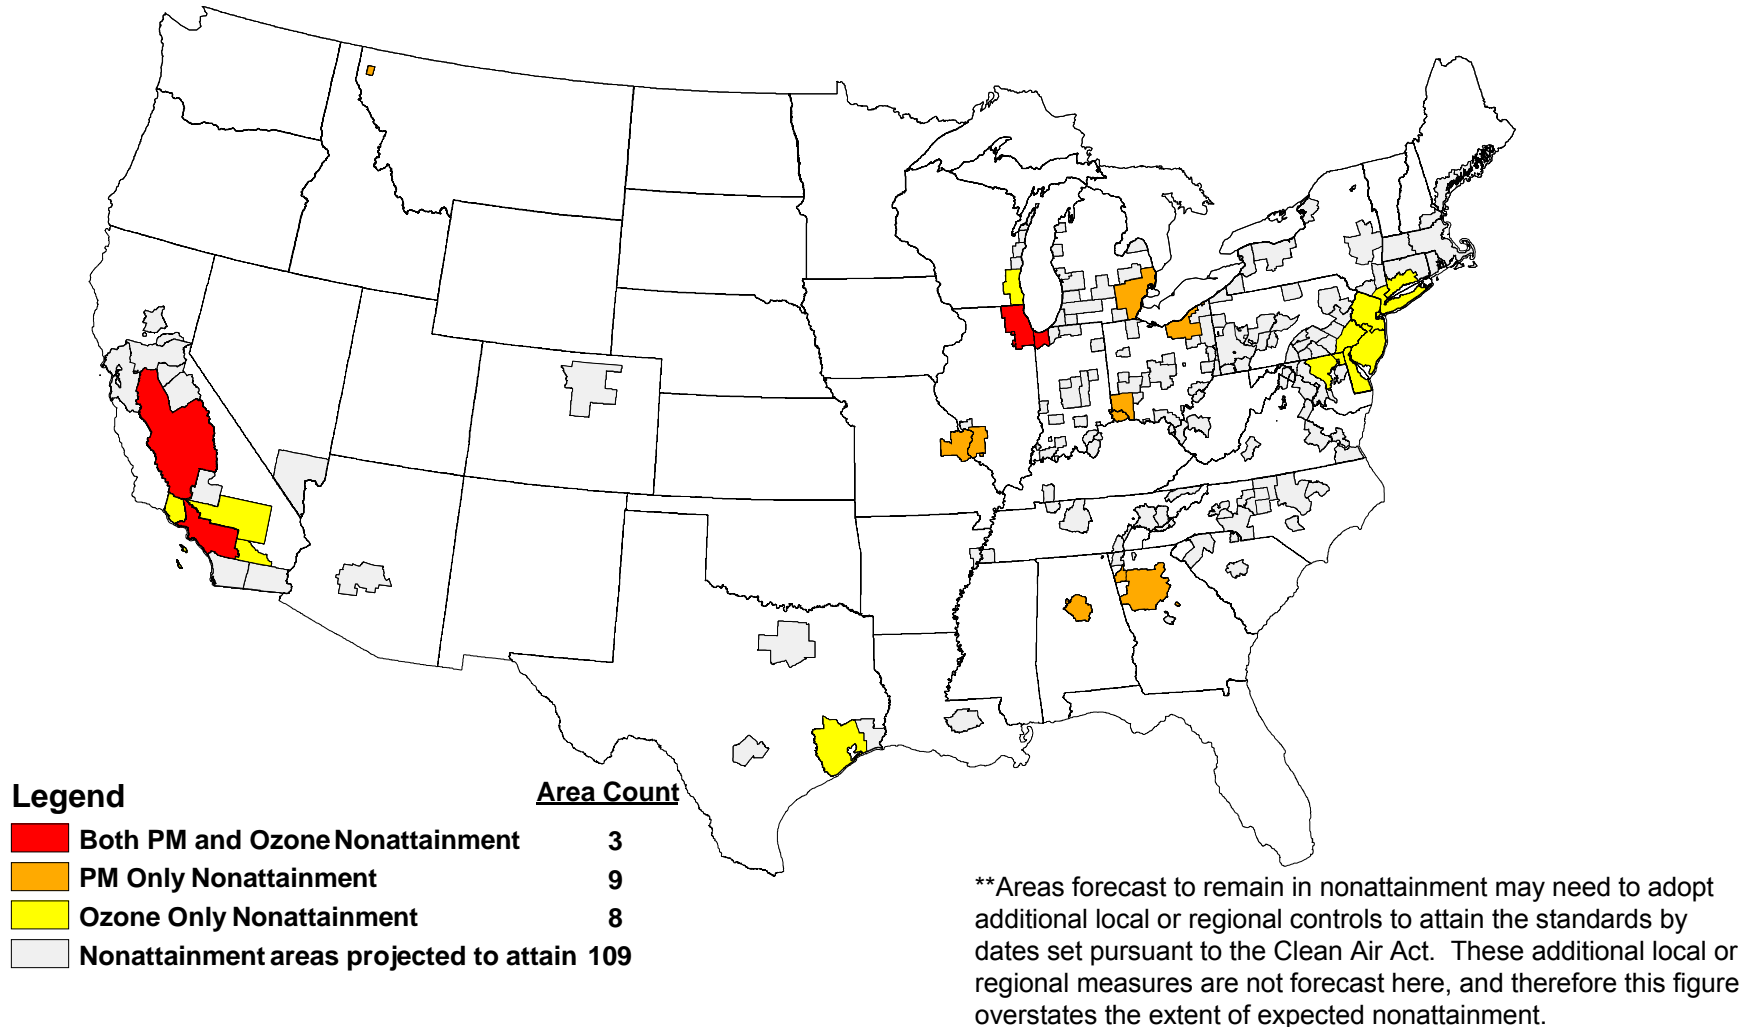 Legend
Area Count
Both PM and Ozone Nonattainment 3
PM Only Nonattainment 9
Ozone Only Nonattainment 8
Nonattainment areas projected to attain 109
**Areas forecast to remain in nonattainment may need to adopt
additional local or regional controls to attain the standards by
dates set pursuant to the Clean Air Act. These additional local or
regional measures are not forecast here, and therefore this figure
overstates the extent of expected nonattainment.